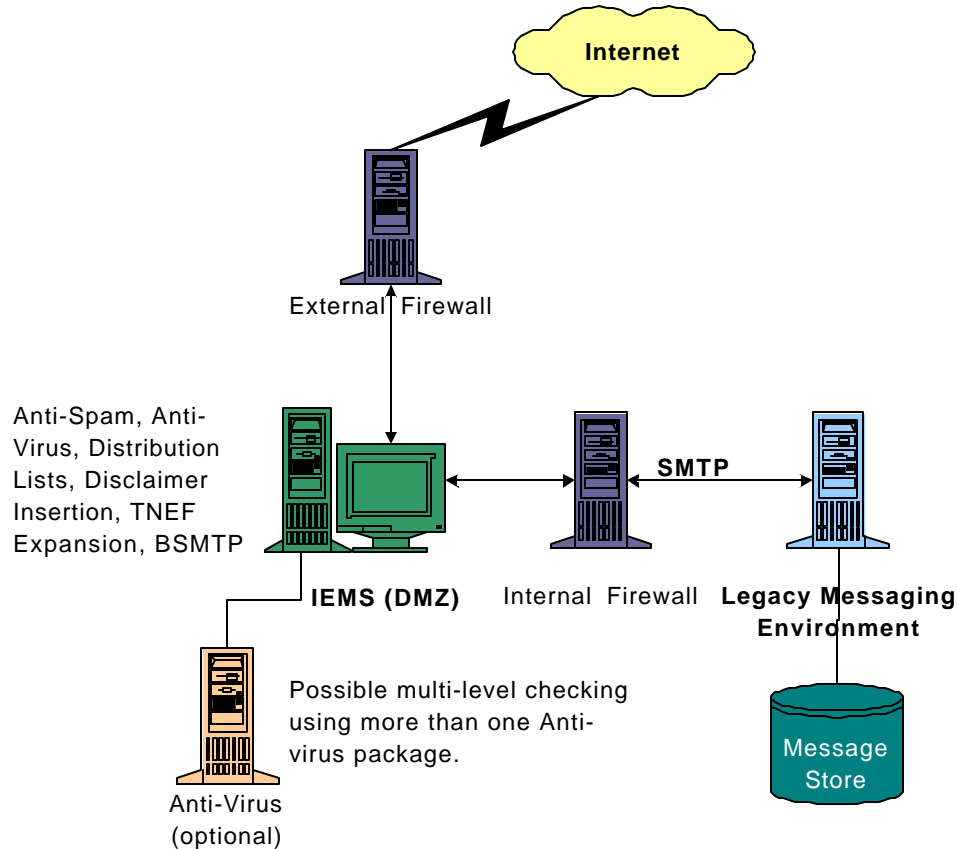 Internet
External Firewall
Anti-Spam, Anti-
Virus, Distribution
Lists, Disclaimer
Insertion, TNEF
Expansion, BSMTP
SMTP
IEMS (DMZ)
Internal Firewall
Legacy Messaging
Environment
Possible multi-level checking
using more than one Anti-
virus package.
Message
Store
Anti-Virus
(optional)